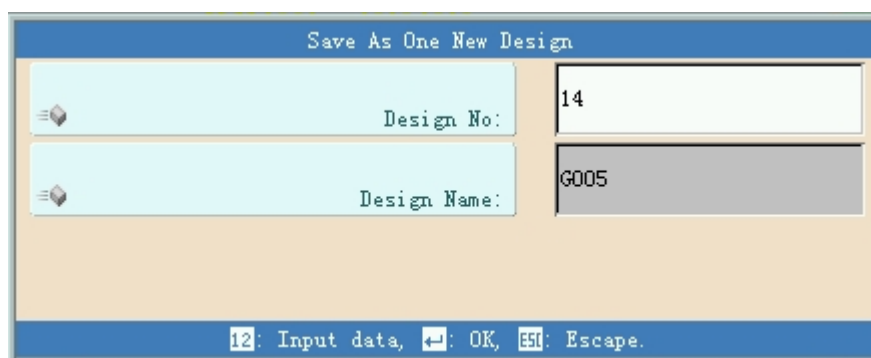 Save As One New Design
Design No: 14
Design Name: G005
12: Input data, ↵: OK, ESC: Escape.